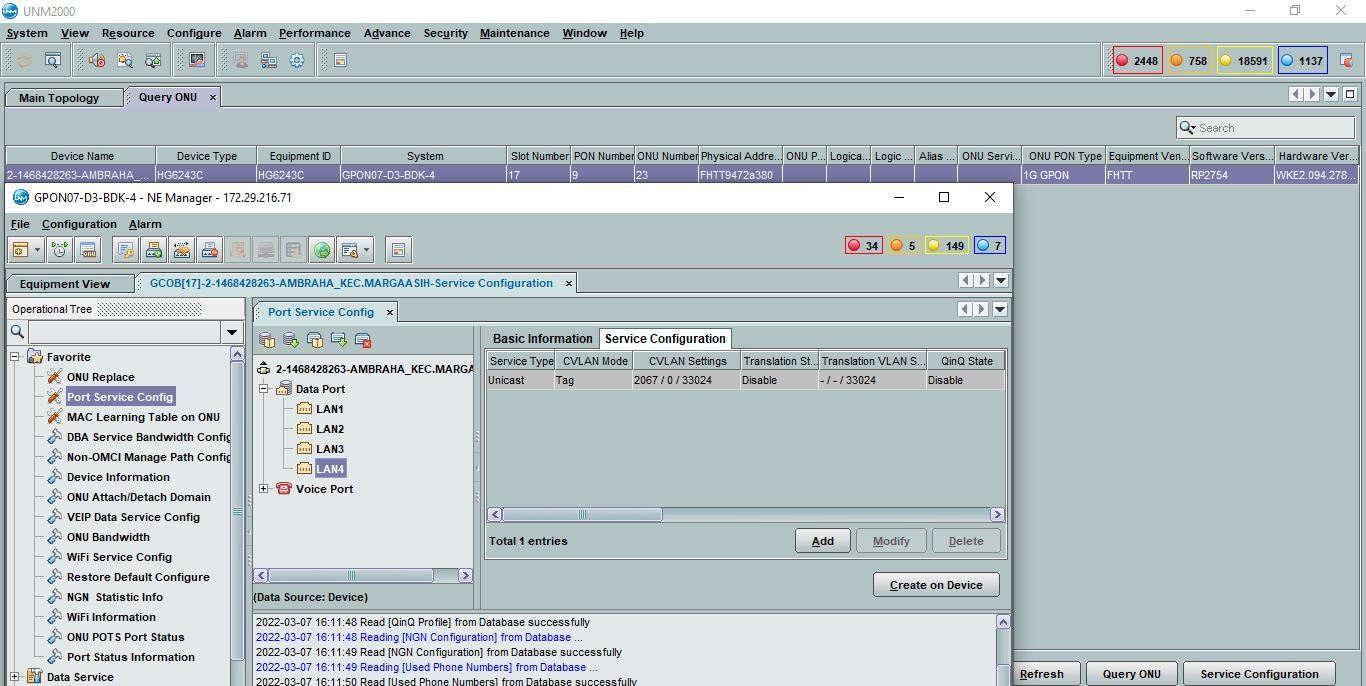 UNM2000
System View Resource Configure Alarm Performance Advance Security Maintenance Window Help
2448 758 18591 1137
Main Topology Query ONU
Search
Device Name Device Type Equipment ID System Slot Number PON Number ONU Number Physical Addre... ONU P... Logica... Logic ... Alias ... ONU Servi... ONU PON Type Equipment Ven... Software Vers... Hardware Ver...
2-1468428263-AMBRAHA_... HG6243C HG6243C GPON07-D3-BDK-4 17 9 23 FHTT9472a380 1G GPON FHTT RP2754 WKE2.094.278...
GPON07-D3-BDK-4 - NE Manager - 172.29.216.71
File Configuration Alarm
34 5 149 7
Equipment View GCOB[17]-2-1468428263-AMBRAHA_KEC.MARGAASIH-Service Configuration
Operational Tree
Favorite
ONU Replace
Port Service Config
MAC Learning Table on ONU
DBA Service Bandwidth Config
Non-OMCI Manage Path Config
Device Information
ONU Attach/Detach Domain
VEIP Data Service Config
ONU Bandwidth
WiFi Service Config
Restore Default Configure
NGN Statistic Info
WiFi Information
ONU POTS Port Status
Port Status Information
Data Service
Port Service Config
2-1468428263-AMBRAHA_KEC.MARGA
Data Port
LAN1
LAN2
LAN3
LAN4
Voice Port
(Data Source: Device)
Basic Information Service Configuration
Service Type CVLAN Mode CVLAN Settings Translation St... Translation VLAN S... QinQ State
Unicast Tag 2067 / 0 / 33024 Disable - / - / 33024 Disable
Total 1 entries
Add Modify Delete
Create on Device
2022-03-07 16:11:48 Read [QinQ Profile] from Database successfully
2022-03-07 16:11:48 Reading [NGN Configuration] from Database ...
2022-03-07 16:11:49 Read [NGN Configuration] from Database successfully
2022-03-07 16:11:49 Reading [Used Phone Numbers] from Database ...
2022-03-07 16:11:50 Read [Used Phone Numbers] from Database successfully
Refresh Query ONU Service Configuration